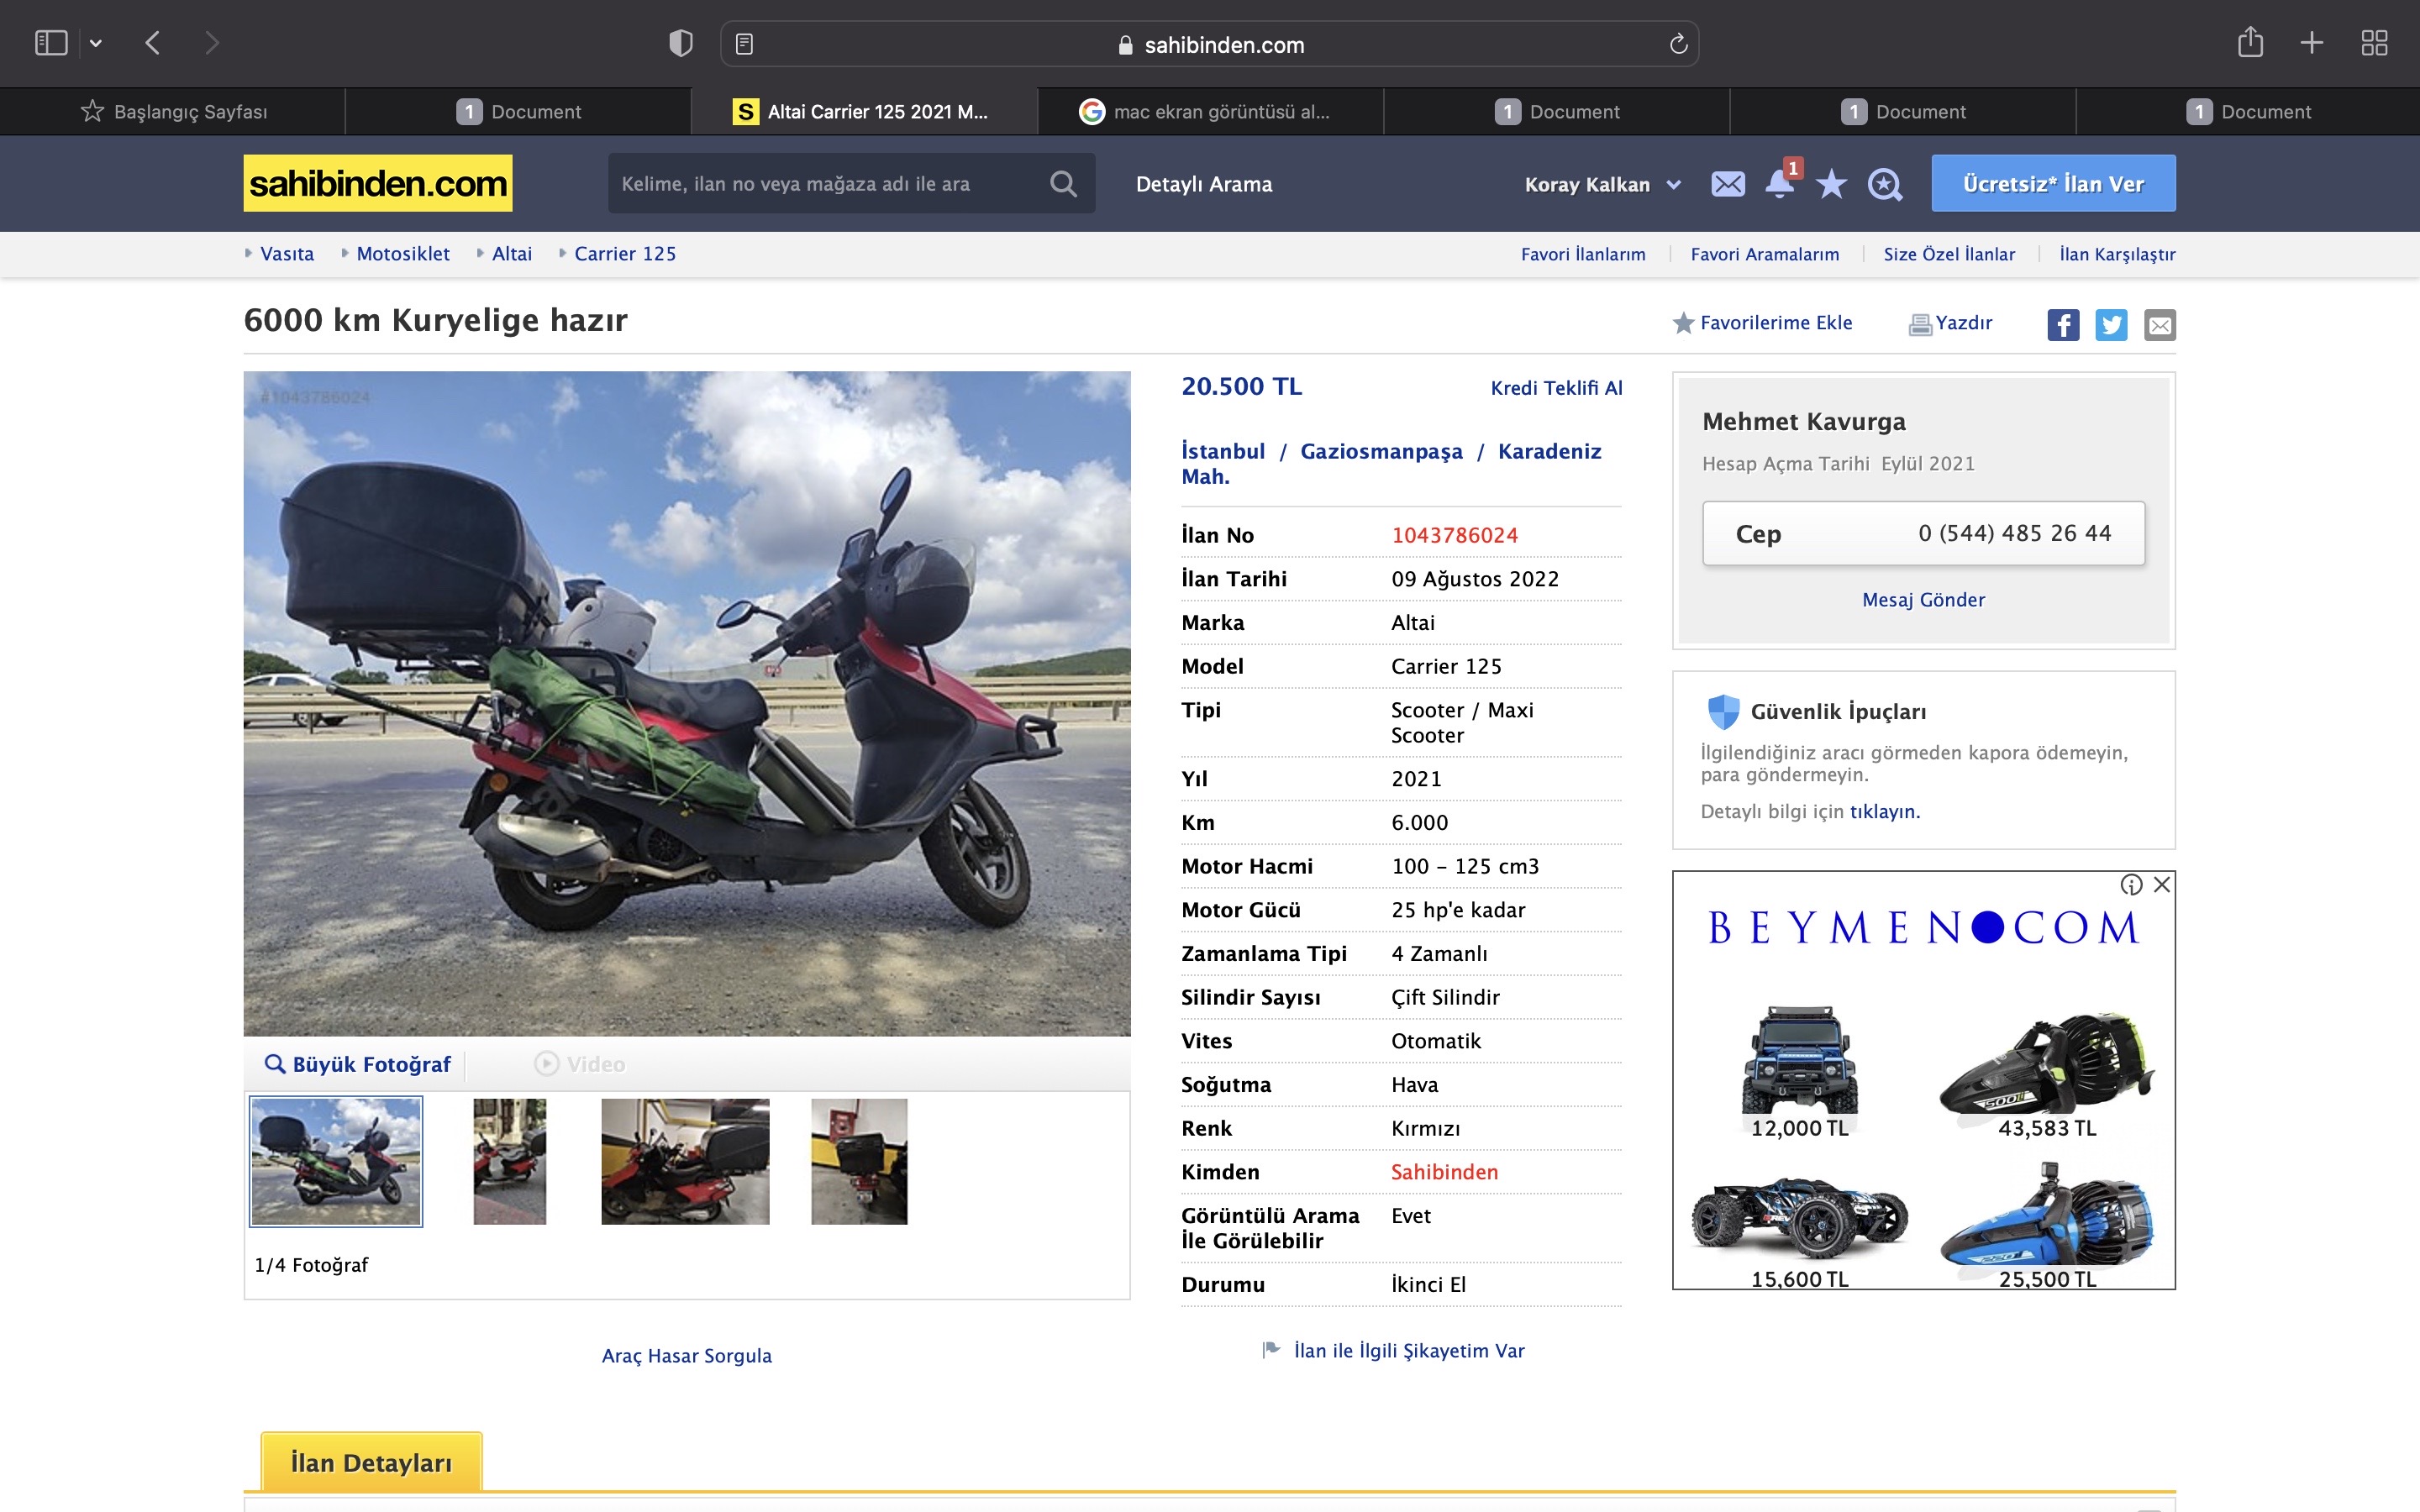 sahibinden.com
Başlangıç Sayfası
1 Document
S Altai Carrier 125 2021 M...
mac ekran görüntüsü al...
1 Document
1 Document
1 Document
sahibinden.com
Kelime, ilan no veya mağaza adı ile ara
Detaylı Arama
Koray Kalkan
1
Ücretsiz* İlan Ver
Vasıta
Motosiklet
Altai
Carrier 125
Favori İlanlarım
Favori Aramalarım
Size Özel İlanlar
İlan Karşılaştır
6000 km Kuryelige hazır
Favorilerime Ekle
Yazdır
#1043786024
Büyük Fotoğraf
Video
1/4 Fotoğraf
Araç Hasar Sorgula
20.500 TL
Kredi Teklifi Al
İstanbul / Gaziosmanpaşa / Karadeniz
Mah.
İlan No 1043786024
İlan Tarihi 09 Ağustos 2022
Marka Altai
Model Carrier 125
Tipi Scooter / Maxi
Scooter
Yıl 2021
Km 6.000
Motor Hacmi 100 - 125 cm3
Motor Gücü 25 hp'e kadar
Zamanlama Tipi 4 Zamanlı
Silindir Sayısı Çift Silindir
Vites Otomatik
Soğutma Hava
Renk Kırmızı
Kimden Sahibinden
Görüntülü Arama Evet
İle Görülebilir
Durumu İkinci El
İlan ile İlgili Şikayetim Var
Mehmet Kavurga
Hesap Açma Tarihi Eylül 2021
Cep 0 (544) 485 26 44
Mesaj Gönder
Güvenlik İpuçları
İlgilendiğiniz aracı görmeden kapora ödemeyin,
para göndermeyin.
Detaylı bilgi için tıklayın.
BEYMEN●COM
12,000 TL
43,583 TL
15,600 TL
25,500 TL
İlan Detayları